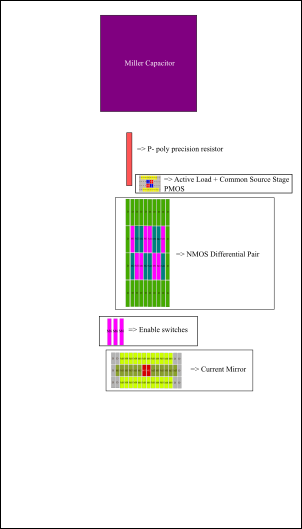 Miller Capacitor
=> P- poly precision resistor
=> Active Load + Common Source Stage
PMOS
=> NMOS Differential Pair
=> Enable switches
=> Current Mirror